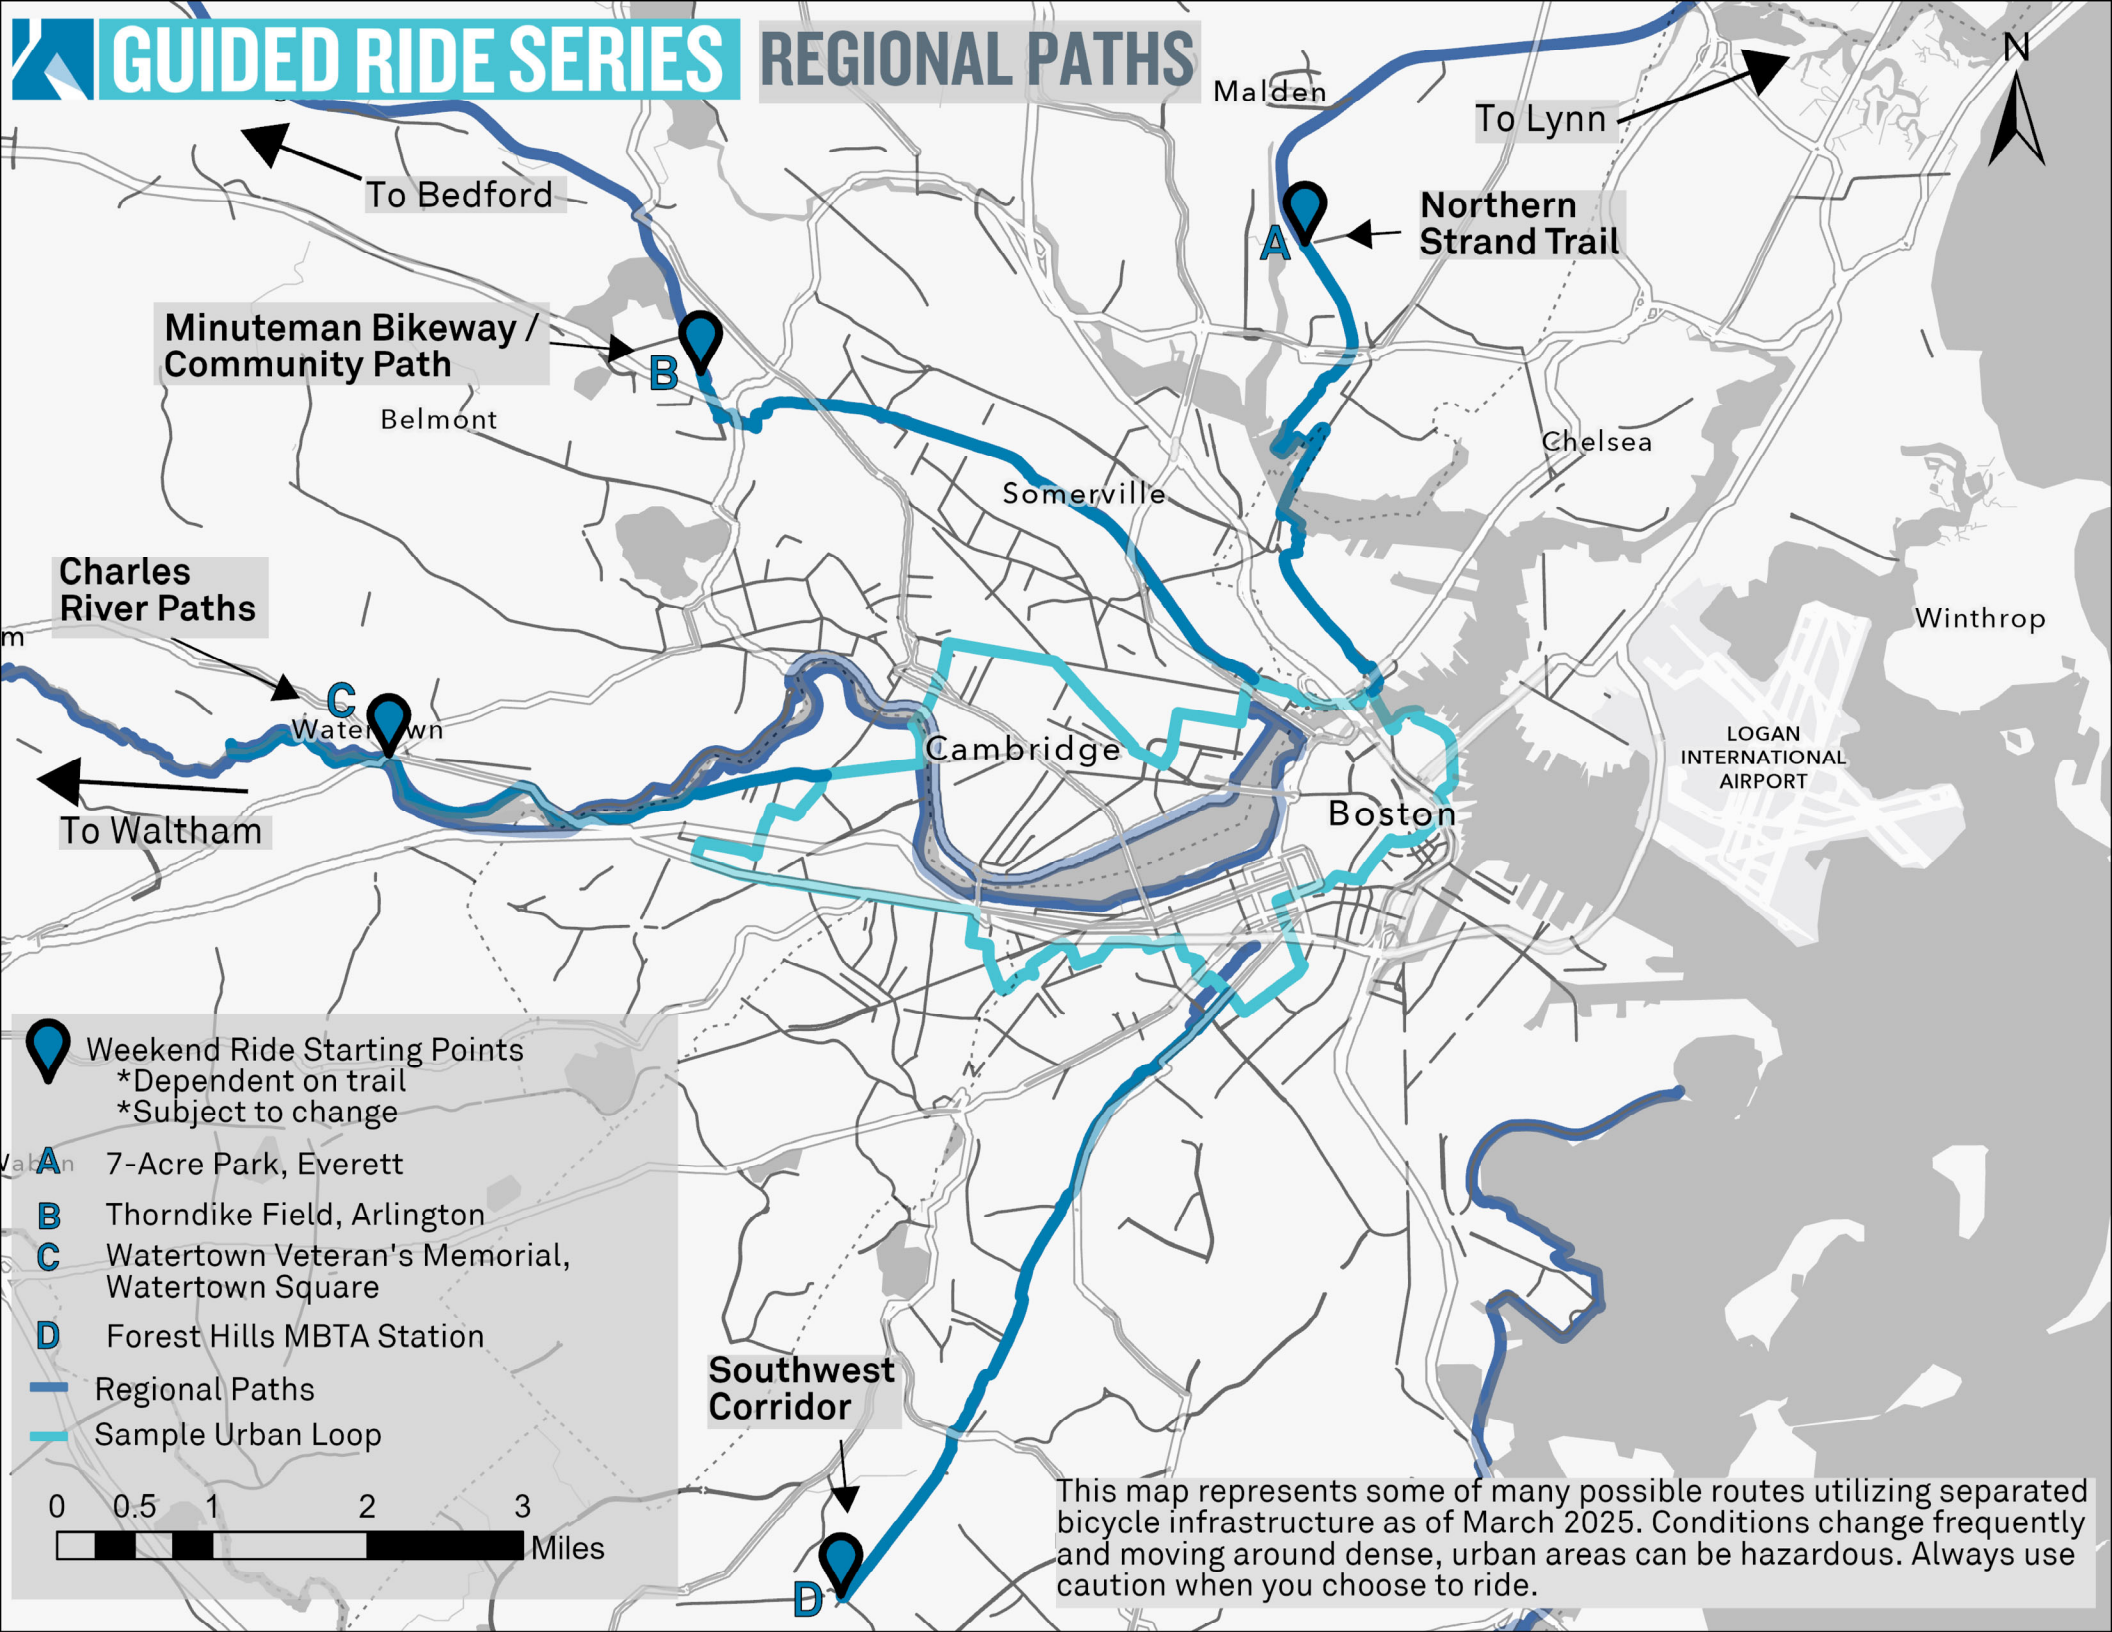 GUIDED RIDE SERIES
REGIONAL PATHS
N
Malden
To Lynn
To Bedford
Northern
Strand Trail
Minuteman Bikeway /
Community Path
A
B
Belmont
Chelsea
Somerville
Charles
River Paths
m
Winthrop
C
Watertown
Cambridge
LOGAN
INTERNATIONAL
AIRPORT
To Waltham
Boston
Weekend Ride Starting Points
*Dependent on trail
*Subject to change
A 7-Acre Park, Everett
B Thorndike Field, Arlington
C Watertown Veteran's Memorial,
Watertown Square
D Forest Hills MBTA Station
Regional Paths
Sample Urban Loop
0 0.5 1 2 3
Miles
Southwest
Corridor
D
This map represents some of many possible routes utilizing separated
bicycle infrastructure as of March 2025. Conditions change frequently
and moving around dense, urban areas can be hazardous. Always use
caution when you choose to ride.